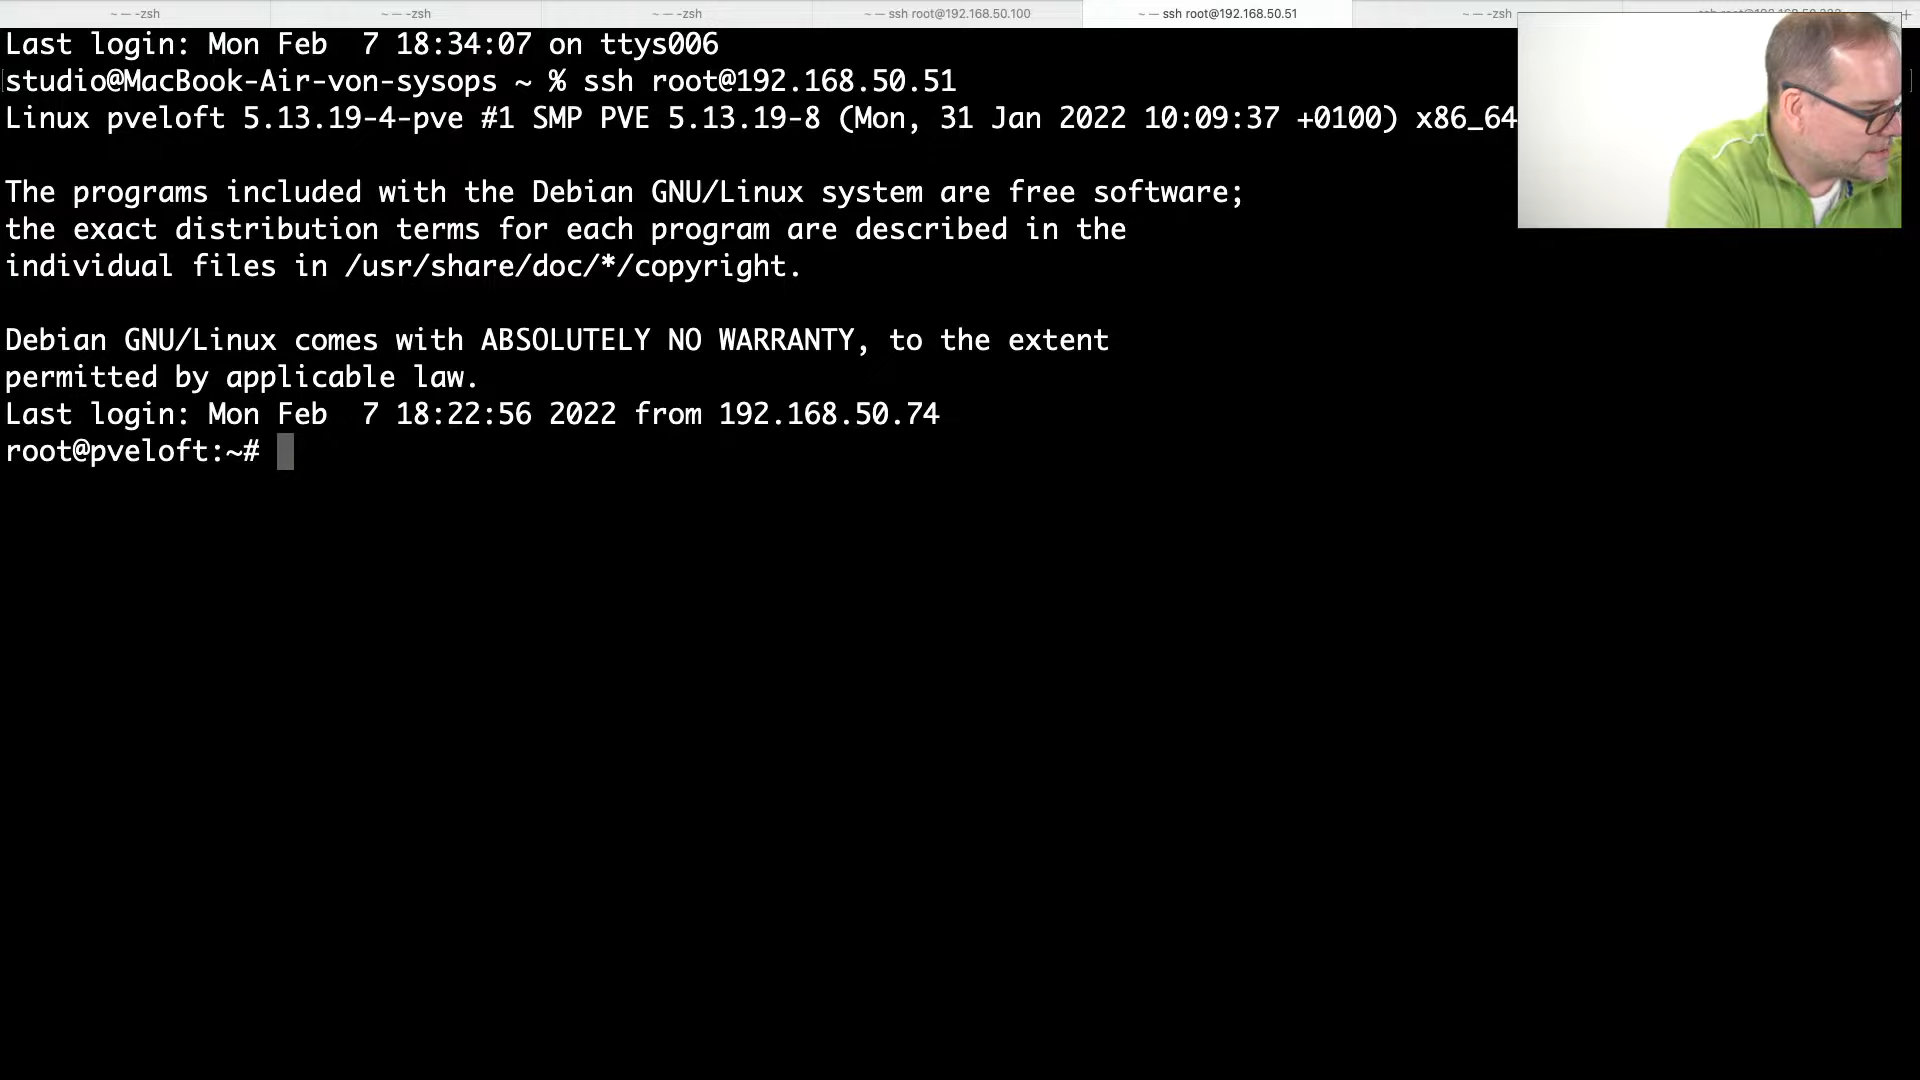 ~ — -zsh
~ — -zsh
~ — -zsh
~ — ssh root@192.168.50.100
~ — ssh root@192.168.50.51
~ — -zsh
Last login: Mon Feb  7 18:34:07 on ttys006
studio@MacBook-Air-von-sysops ~ % ssh root@192.168.50.51
Linux pveloft 5.13.19-4-pve #1 SMP PVE 5.13.19-8 (Mon, 31 Jan 2022 10:09:37 +0100) x86_64
The programs included with the Debian GNU/Linux system are free software;
the exact distribution terms for each program are described in the
individual files in /usr/share/doc/*/copyright.
Debian GNU/Linux comes with ABSOLUTELY NO WARRANTY, to the extent
permitted by applicable law.
Last login: Mon Feb  7 18:22:56 2022 from 192.168.50.74
root@pveloft:~#